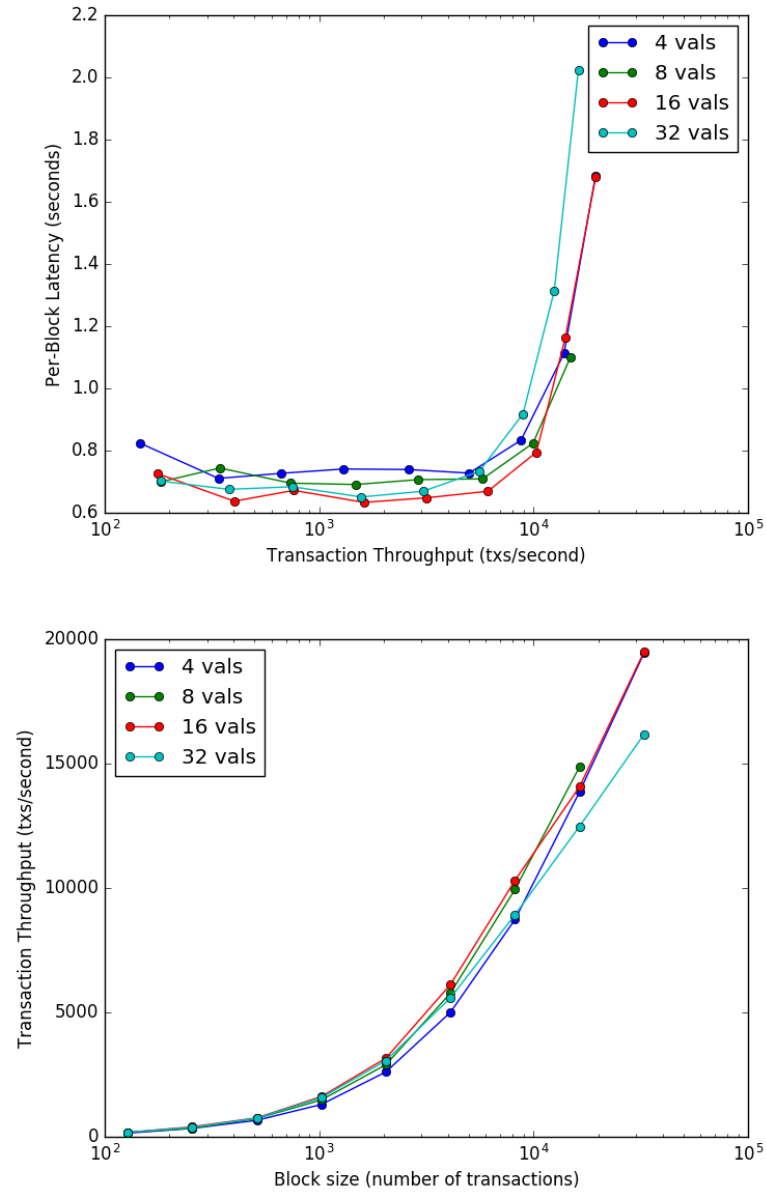 2.2
2.0
1.8
1.6
1.4
1.2
1.0
0.8
0.6
Per-Block Latency (seconds)
4 vals
8 vals
16 vals
32 vals
10² 10³ 10⁴ 10⁵
Transaction Throughput (txs/second)
20000
15000
10000
5000
0
Transaction Throughput (txs/second)
4 vals
8 vals
16 vals
32 vals
10² 10³ 10⁴ 10⁵
Block size (number of transactions)